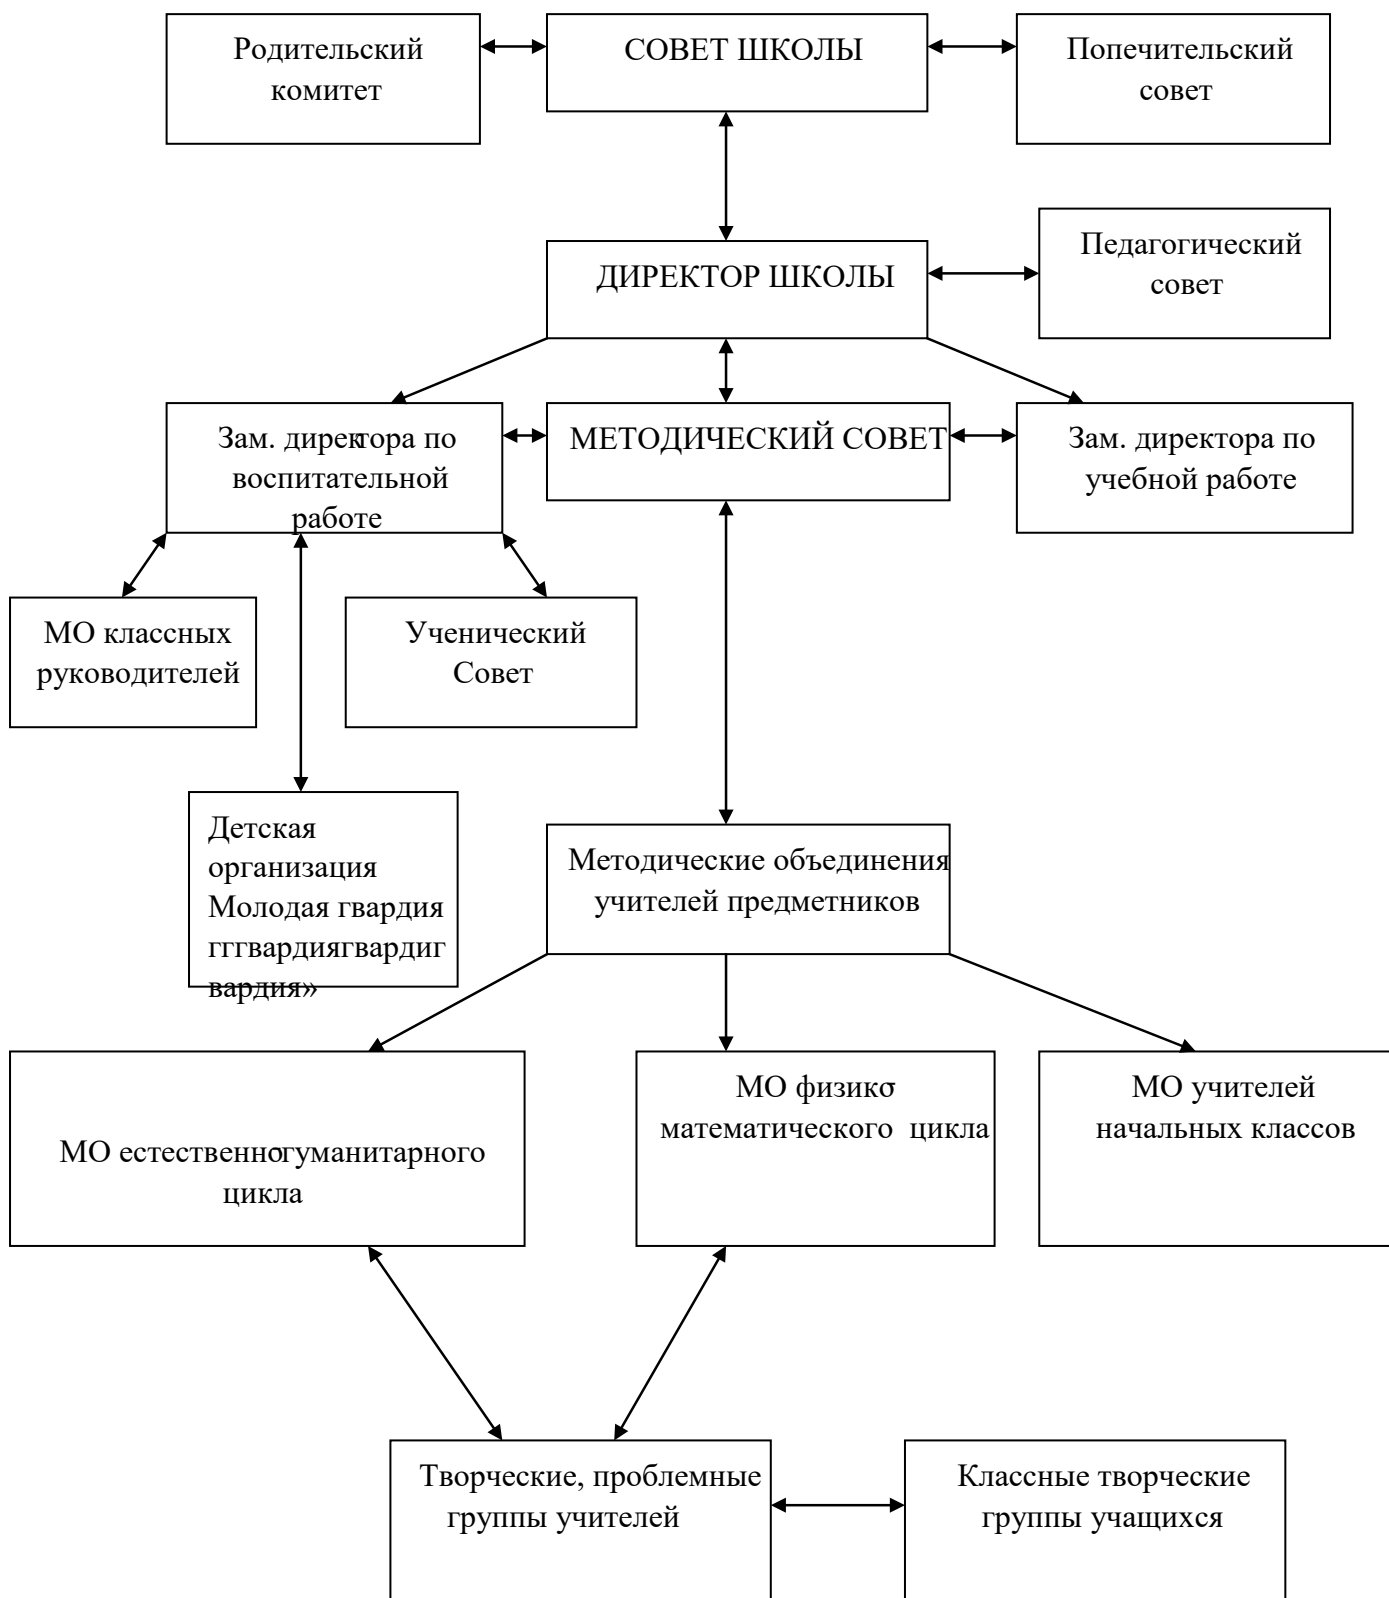 Родительский
комитет
СОВЕТ ШКОЛЫ
Попечительский
совет
Педагогический
совет
ДИРЕКТОР ШКОЛЫ
Зам. директора по
воспитательной
работе
МЕТОДИЧЕСКИЙ СОВЕТ
Зам. директора по
учебной работе
МО классных
руководителей
Ученический
Совет
Детская
организация
Молодая гвардия
гггвардиягвардиг
вардия»
Методические объединения
учителей предметников
МО естественногуманитарного
цикла
МО физико
математического цикла
МО учителей
начальных классов
Творческие, проблемные
группы учителей
Классные творческие
группы учащихся